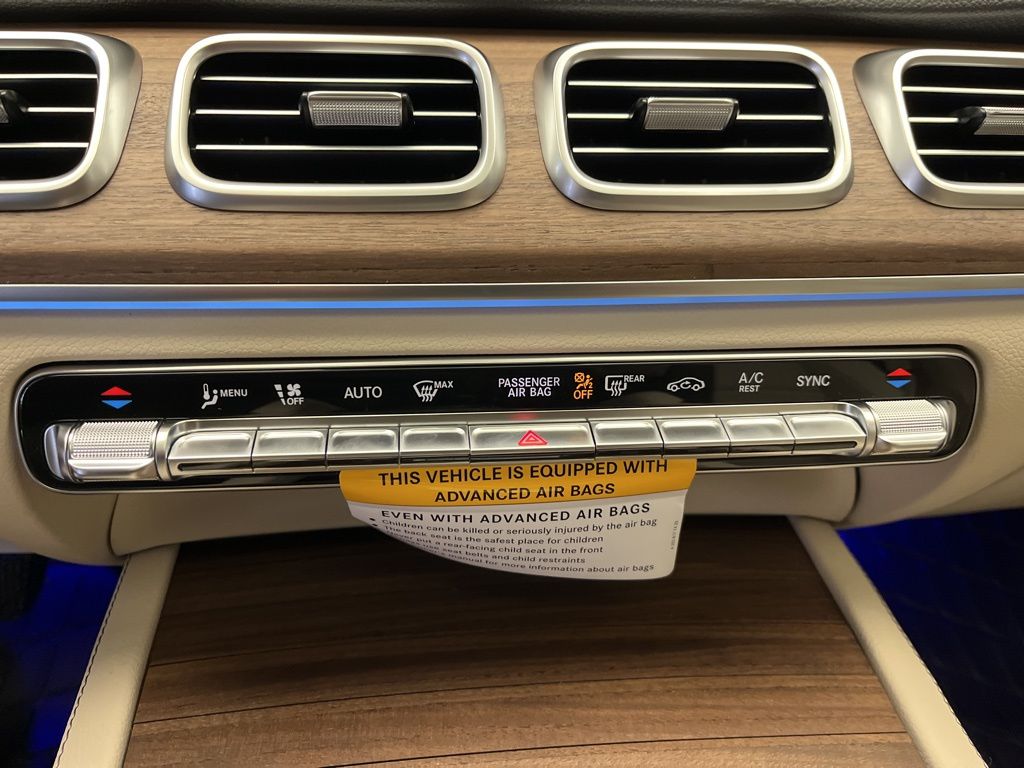 MENU
OFF
AUTO
MAX
PASSENGER
AIR BAG
OFF
REAR
A/C
REST
SYNC
THIS VEHICLE IS EQUIPPED WITH
ADVANCED AIR BAGS
EVEN WITH ADVANCED AIR BAGS
• Children can be killed or seriously injured by the air bag
The back seat is the safest place for children
put a rear-facing child seat in the front
seat belts and child restraints
manual for more information about air bags